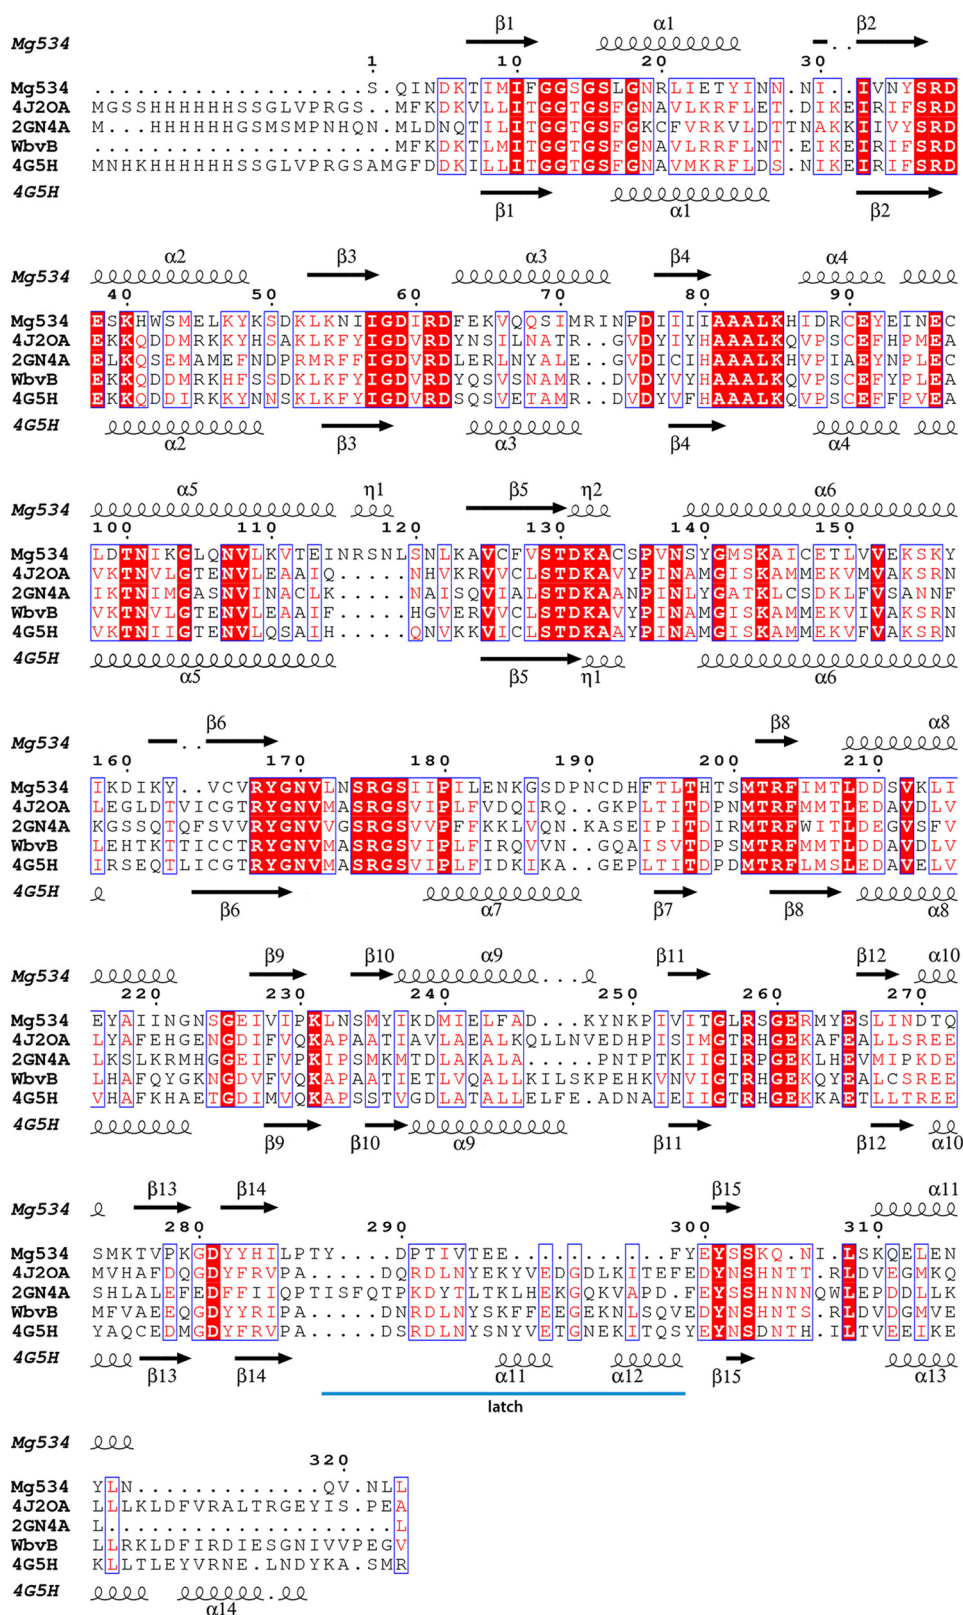 β1 α1 β2
Mg534
1 10 20 30
Mg534 ...................S.QINDKTIMIFGGSGSLGNRLIETYINN.NI..IVNYSRD
4J2OA MGSSHHHHHHSSGLVPRGS..MFKDKVLLITGGTGSFGNAVLKRFLET.DIKEIRIFSRD
2GN4A M...HHHHHHGSMSMPNHQN.MLDNQTILITGGTGSFGKCFVRKVLDTTNAKKIIVYSRD
WbvB .....................MFKDKTLMITGGTGSFGNAVLRRFLNT.EIKEIRIFSRD
4G5H MNHKHHHHHHSSGLVPRGSAMGFDDKTLLITGGTGSFGNAVMKRFLDS.NIKEIRIFSRD
4G5H
β1 α1 β2
α2 β3 α3 β4 α4
Mg534
40 50 60 70 80 90
Mg534 ESKHWSMELKYKSDKLKNIIGDIRDFEKVQQSIMRINPDIIIIAAALKHIDRCEYEINEC
4J2OA EKKQDDMRKKYHSAKLKFYIGDVRDYNSILNATR..GVDYIYHAAALKQVPSCEFHPMEA
2GN4A ELKQSEMAMEFNDPRMRFFIGDVRDLERLNYALE..GVDICIHAAALKHVPIAEYNPLEC
WbvB EKKQDDMRKHFSSDKLKFYIGDVRDYQSVSNAMR..DVDYVYHAAALKQVPSCEFYPLEA
4G5H EKKQDDIRKKYNNSKLKFYIGDVRDYQSVETAMR..DVDYVFHAAALKQVPSCEFFPVEA
4G5H
α2 β3 α3 β4 α4
α5 η1 β5 η2 α6
Mg534
100 110 120 130 140 150
Mg534 LDTNIKGLQNVLKVTEINRSNLSNLKAVCFVSTDKACSPVNSYGMSKAICETLVVEKSKY
4J2OA VKTNVLGTENVLEAAIQ.....NHVKRVVCLSTDKAVYPINAMGISKAMMEKVMVAKSRN
2GN4A IKTNIMGASNVINACLK.....NAISQVIALSTDKAANPINLYGATKLCSDKLFVSANNF
WbvB VKTNVLGTENVLEAAIF.....HGVERVVCLSTDKAVYPINAMGISKALMMEKVIVAKSRN
4G5H VKTNIIGTENVLQSAIH.....QNVKKVICLSTDKAAYPINAMGISKAMMEKVFVAKSRN
4G5H
α5 β5 η1 α6
β6 β8 α8
Mg534
160 170 180 190 200 210
Mg534 IKDIKY..VCVRYGNVLNSRGSIIPILENKGSDPNCDHFTLTHTSMTRFIMTLDDSVKLI
4J2OA LEGLDTVICGTRYGNVMASRGSVIPLFVDQIRQ..GKPLTITDPNMTRFMMTLEDAVDLV
2GN4A KGSSQTQFSVVRYGNVVGSRGSVVPFFKKLVQN.KASEIPITDIRMTRFWITLDEGVSFV
WbvB LEHTKTTICCTRYGNVMASRGSVIPLFIRQVVN..GQAISVTDPSMTRFMMTLEDAVDLV
4G5H IRSEQTLICGTRYGNVMASRGSVIPLFIDKIKA..GEPLTITDPDMTRFLMSLEDAVELV
4G5H
β6 α7 β7 β8 α8
β9 β10 α9 β11 β12 α10
Mg534
220 230 240 250 260 270
Mg534 EYAIINGNSGEIVIPKLNSMYIKDMIELFAD...KYNKPIVITGLRSGERMYESLINDTQ
4J2OA LYAFEHGENGDIFVQKAPAATIAVLAEALKQLLNVEDHPISIMGTRHGEKAFEALLSREE
2GN4A LKSLKRMHGGEIFVPKIPSMKMTDLAKALA.....PNTPTKIIGIRPGEKLHEVMIPKDE
WbvB LHAFQYGKNGDVFVQKAPAATIETLVQALLKILSKPEHKVNVIGTRHGEKQYEALCSREE
4G5H VHAFKHAETGDIMVQKAPSSTVGDLATALLELFE.ADNAIEIIGTRHGEKKAETLLTREE
4G5H
β9 β10 α9 β11 β12 α10
β13 β14 β15 α11
Mg534
280 290 300 310
Mg534 SMKTVPKGDYYHILPTY....DPTIVTEE...........FYEYSSKQ.NI.LSKQELEN
4J2OA MVHAFDQGDYFRVPA.....DQRDLNYEKYVEDGDLKITEFEDYNSHNTT.RLDVEGMKQ
2GN4A SHLALEFEDFFIIQPTISFQTPKDYTLTKLHEKGQKVAPDFEYSSHNNNQWLEPDDLLK
WbvB MFVAEEQGDYYRIPA.....DNRDLNYSKFFEEGEKNLSQVEDYNSHNTS.RLDVDGMVE
4G5H YAQCEDMGDYFRVPA.....DSRDLNYSNYVETGNEKITQSYEYNSDNTH.ILTVEEIKE
4G5H
β13 β14 α11 α12 β15 α13
latch
Mg534
320
Mg534 YLN.............QV.NLL
4J2OA LLLKLDFVRALTRGEYIS.PEA
2GN4A L....................L
WbvB LLRKLDFIRDIESGNIVVPEGV
4G5H KLLTLEYVRNE.LNDYKA.SMR
4G5H
α14